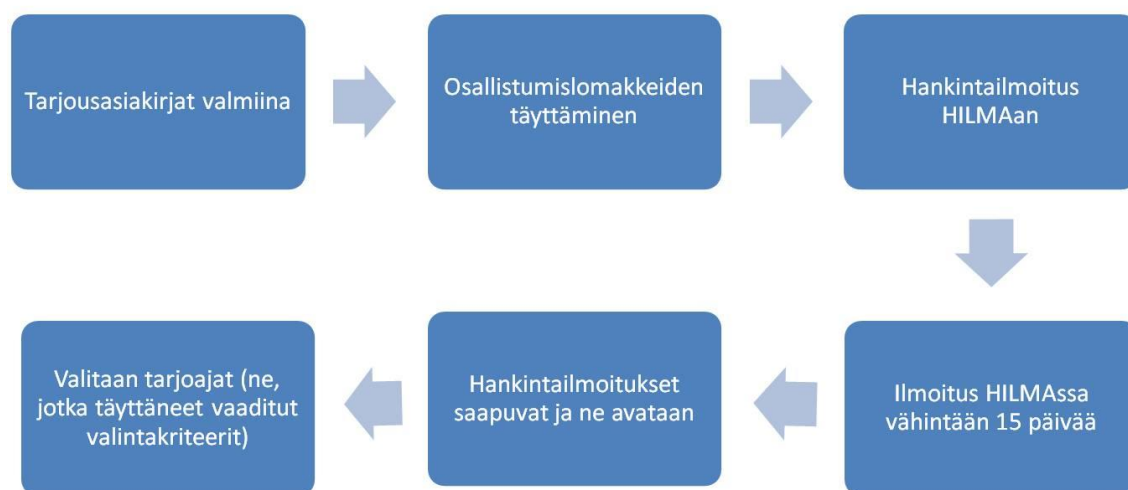 Tarjousasiakirjat valmiina
Osallistumislomakkeiden
täyttäminen
Hankintailmoitus
HILMAan
Ilmoitus HILMAssa
vähintään 15 päivää
Hankintailmoitukset
saapuvat ja ne avataan
Valitaan tarjoajat (ne,
jotka täyttäneet vaaditut
valintakriteerit)